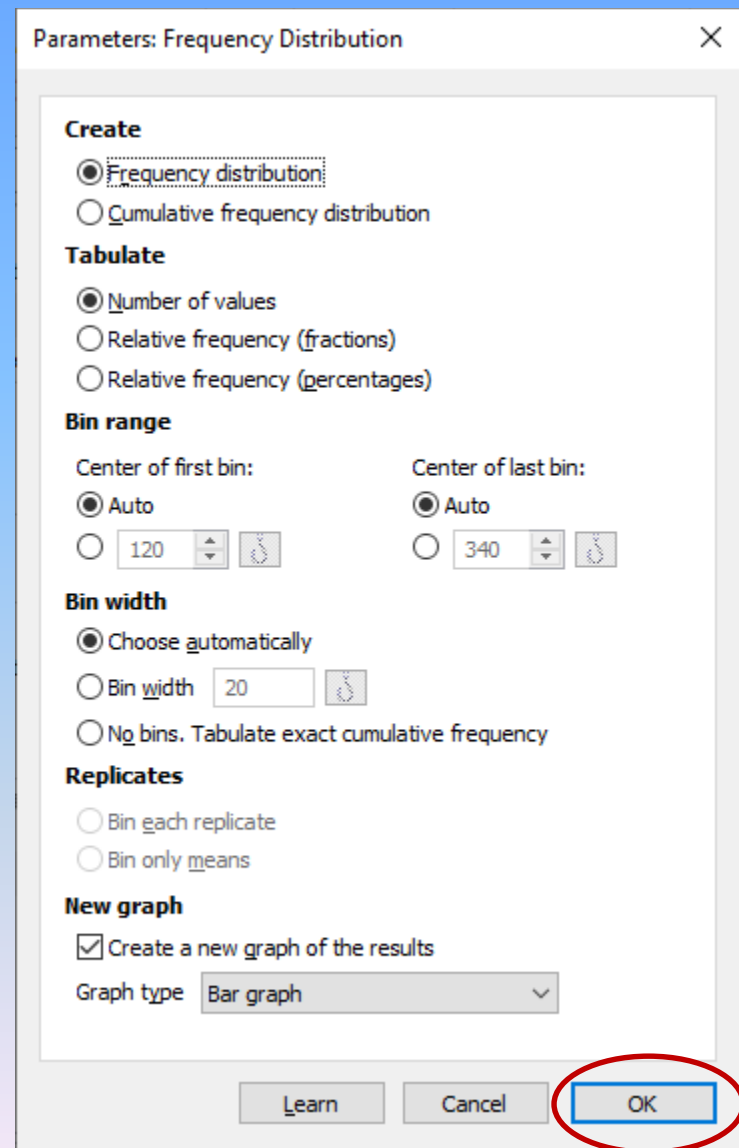 Parameters: Frequency Distribution
Create
Frequency distribution
Cumulative frequency distribution
Tabulate
Number of values
Relative frequency (fractions)
Relative frequency (percentages)
Bin range
Center of first bin: Center of last bin:
Auto Auto
120 340
Bin width
Choose automatically
Bin width 20
No bins. Tabulate exact cumulative frequency
Replicates
Bin each replicate
Bin only means
New graph
Create a new graph of the results
Graph type Bar graph
Learn Cancel OK